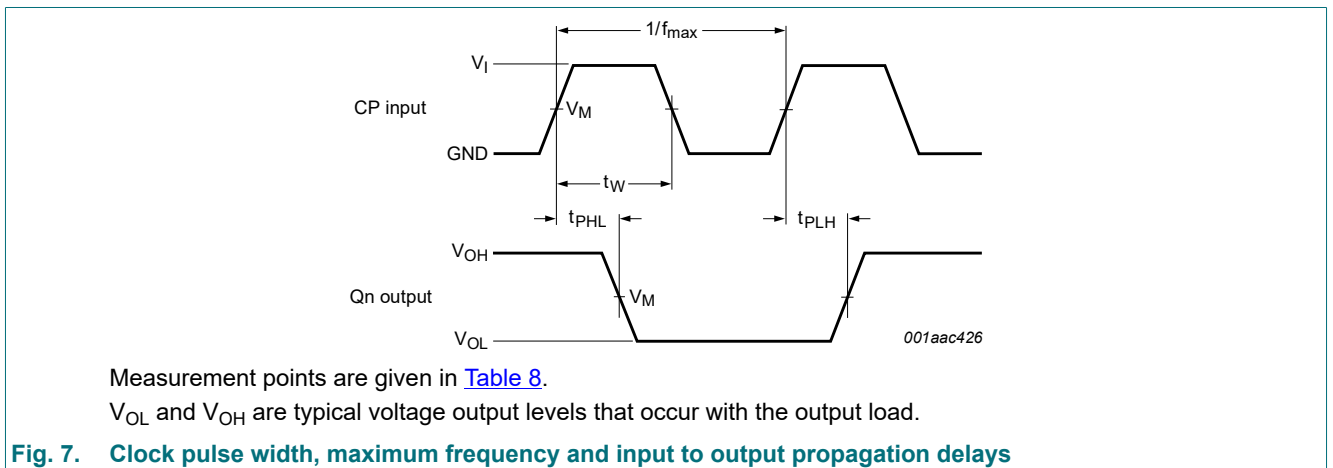 1/fmax
VI
CP input
VM
GND
tW
tPHL
tPLH
VOH
Qn output
VM
VOL
001aac426
Measurement points are given in Table 8.
VOL and VOH are typical voltage output levels that occur with the output load.
Fig. 7. Clock pulse width, maximum frequency and input to output propagation delays